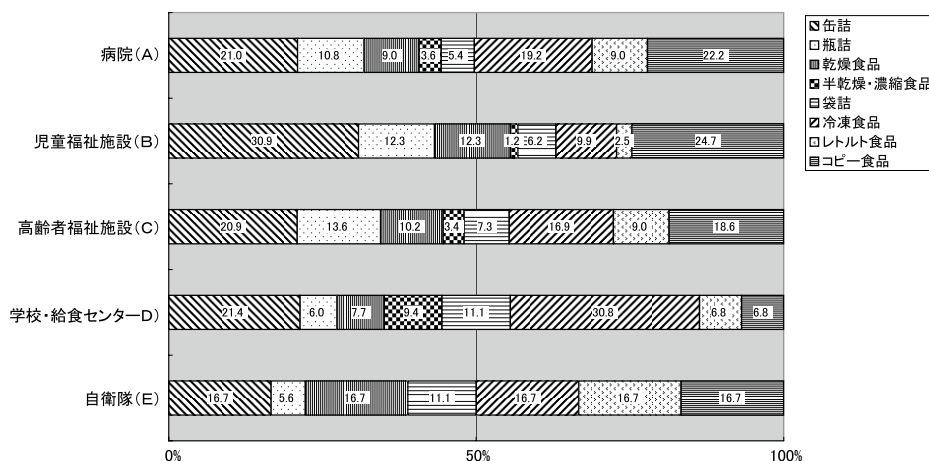 缶詰
瓶詰
乾燥食品
半乾燥・濃縮食品
袋詰
冷凍食品
レトルト食品
コピー食品
病院(A)
21.0 10.8 9.0 3.6 5.4 19.2 9.0 22.2
児童福祉施設(B)
30.9 12.3 12.3 1.2 6.2 9.9 2.5 24.7
高齢者福祉施設(C)
20.9 13.6 10.2 3.4 7.3 16.9 9.0 18.6
学校・給食センターD)
21.4 6.0 7.7 9.4 11.1 30.8 6.8 6.8
自衛隊(E)
16.7 5.6 16.7 11.1 16.7 16.7 16.7
0% 50% 100%